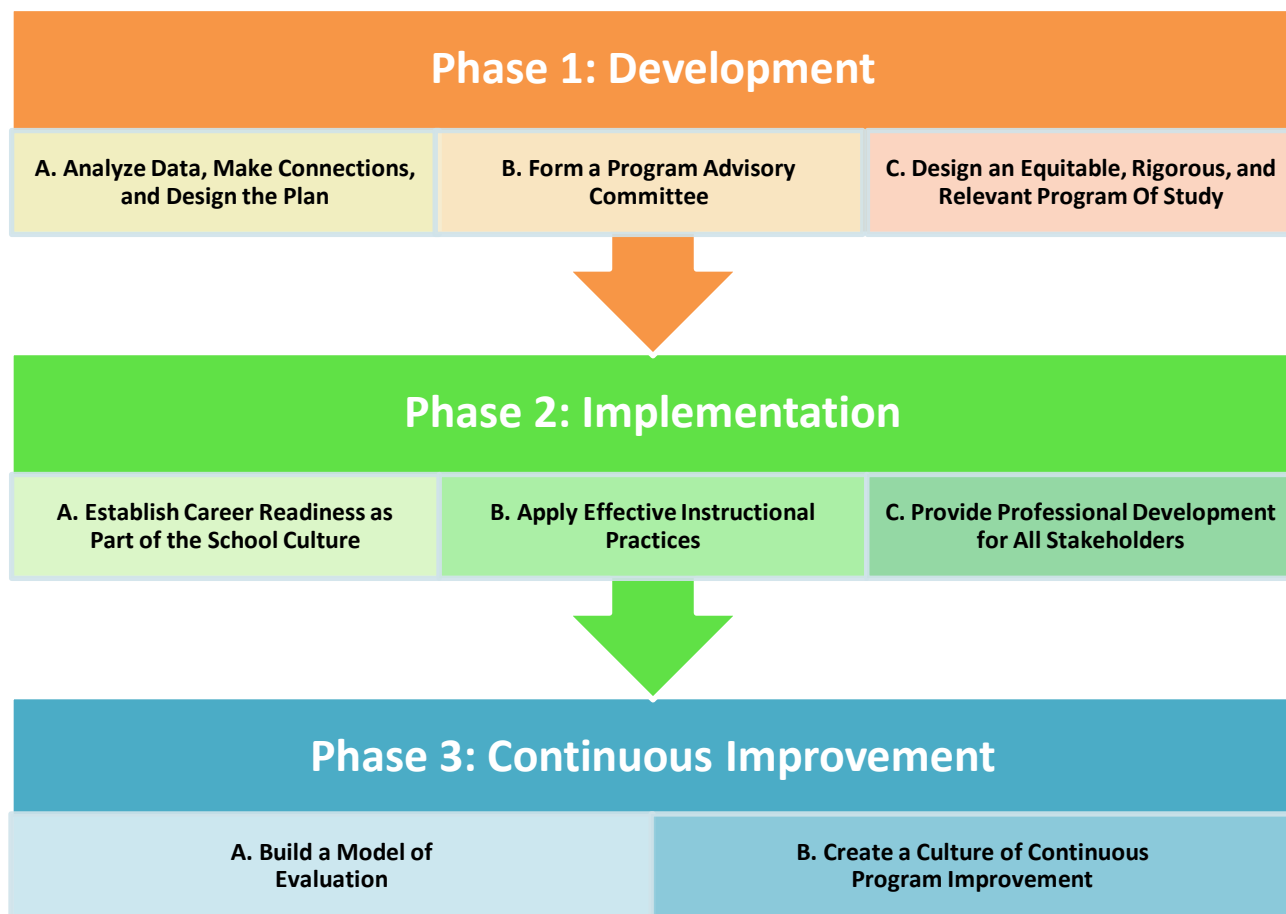 Phase 1: Development
A. Analyze Data, Make Connections,
and Design the Plan
B. Form a Program Advisory
Committee
C. Design an Equitable, Rigorous, and
Relevant Program Of Study
Phase 2: Implementation
A. Establish Career Readiness as
Part of the School Culture
B. Apply Effective Instructional
Practices
C. Provide Professional Development
for All Stakeholders
Phase 3: Continuous Improvement
A. Build a Model of
Evaluation
B. Create a Culture of Continuous
Program Improvement